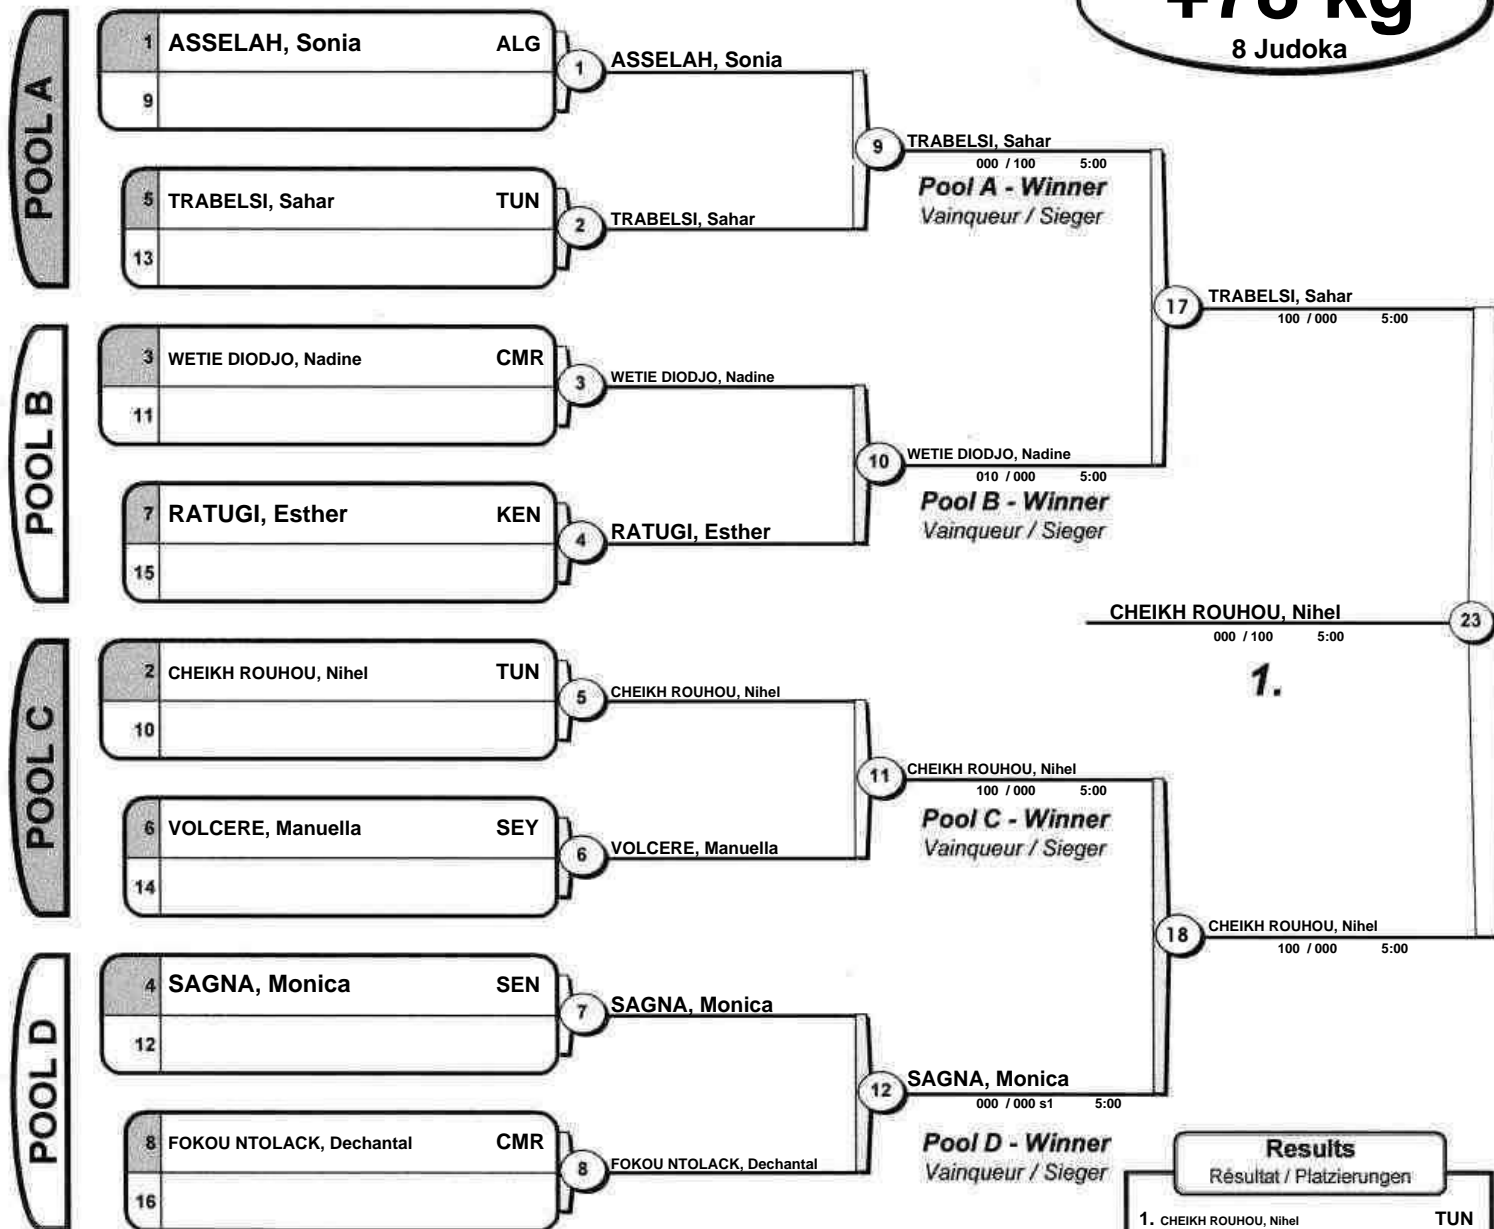 +78 kg
8 Judoka
POOL A
1 ASSELAH, Sonia ALG
9
5 TRABELSI, Sahar TUN
13
1 ASSELAH, Sonia
2 TRABELSI, Sahar
9 TRABELSI, Sahar
000 / 100 5:00
Pool A - Winner
Vainqueur / Sieger
POOL B
3 WETIE DIODJO, Nadine CMR
11
7 RATUGI, Esther KEN
15
3 WETIE DIODJO, Nadine
4 RATUGI, Esther
10 WETIE DIODJO, Nadine
010 / 000 5:00
Pool B - Winner
Vainqueur / Sieger
17 TRABELSI, Sahar
100 / 000 5:00
CHEIKH ROUHOU, Nihel 23
000 / 100 5:00
1.
POOL C
2 CHEIKH ROUHOU, Nihel TUN
10
6 VOLCERE, Manuella SEY
14
5 CHEIKH ROUHOU, Nihel
6 VOLCERE, Manuella
11 CHEIKH ROUHOU, Nihel
100 / 000 5:00
Pool C - Winner
Vainqueur / Sieger
POOL D
4 SAGNA, Monica SEN
12
8 FOKOU NTOLACK, Dechantal CMR
16
7 SAGNA, Monica
8 FOKOU NTOLACK, Dechantal
12 SAGNA, Monica
000 / 000 s1 5:00
Pool D - Winner
Vainqueur / Sieger
18 CHEIKH ROUHOU, Nihel
100 / 000 5:00
Results
Résultat / Platzierungen
1. CHEIKH ROUHOU, Nihel TUN